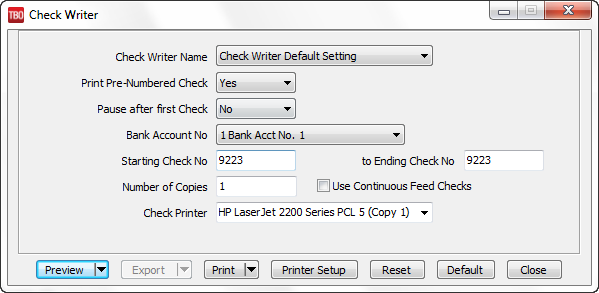 TBO Check Writer
Check Writer Name Check Writer Default Setting
Print Pre-Numbered Check Yes
Pause after first Check No
Bank Account No 1 Bank Acct No. 1
Starting Check No 9223 to Ending Check No 9223
Number of Copies 1 Use Continuous Feed Checks
Check Printer HP LaserJet 2200 Series PCL 5 (Copy 1)
Preview Export Print Printer Setup Reset Default Close